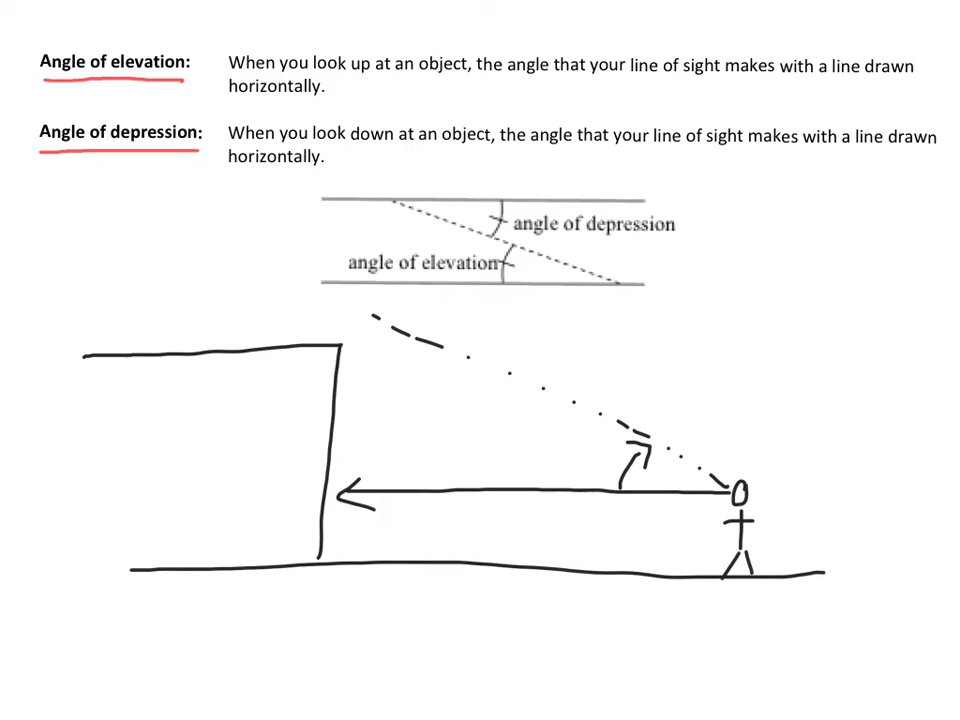 Angle of elevation: When you look up at an object, the angle that your line of sight makes with a line drawn
horizontally.
Angle of depression: When you look down at an object, the angle that your line of sight makes with a line drawn
horizontally.
angle of depression
angle of elevation